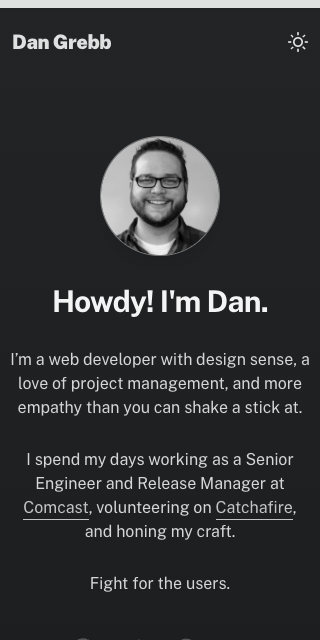 Dan Grebb
Howdy! I'm Dan.
I’m a web developer with design sense, a
love of project management, and more
empathy than you can shake a stick at.
I spend my days working as a Senior
Engineer and Release Manager at
Comcast, volunteering on Catchafire,
and honing my craft.
Fight for the users.